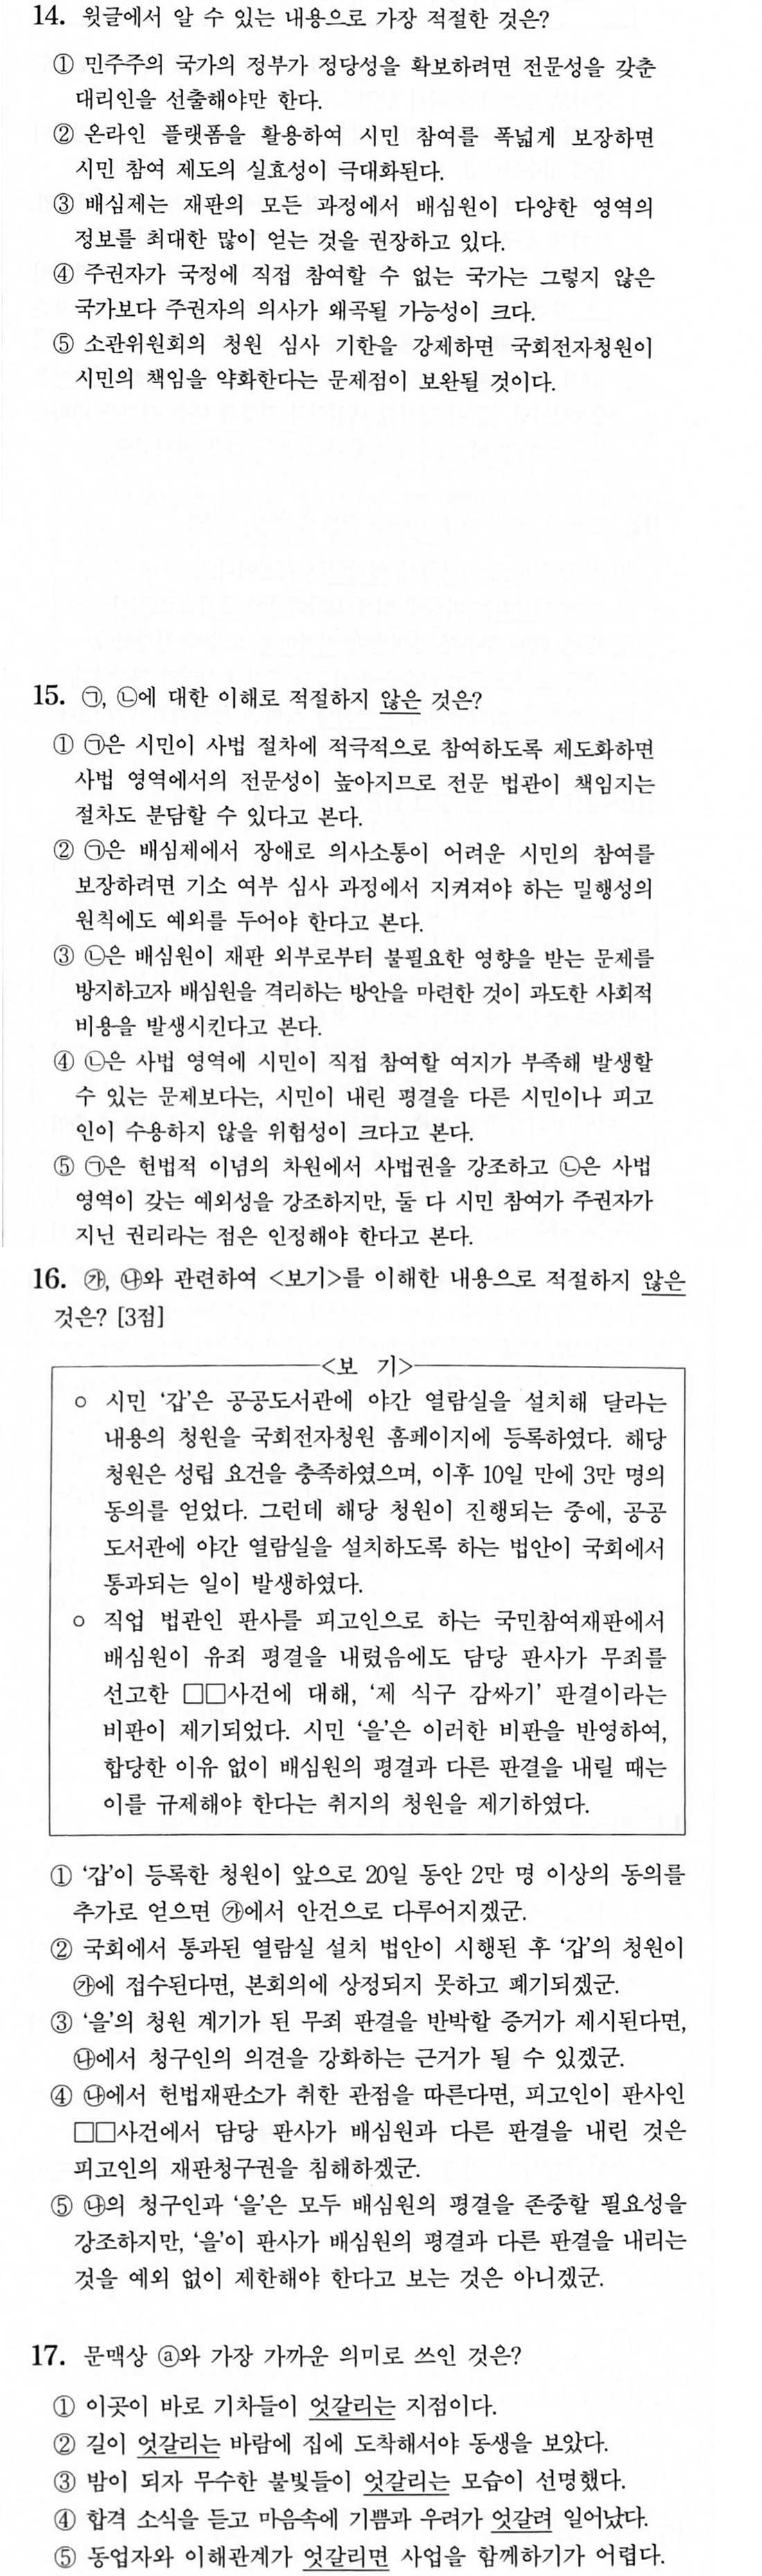 14. 윗글에서 알 수 있는 내용으로 가장 적절한 것은?
① 민주주의 국가의 정부가 정당성을 확보하려면 전문성을 갖춘
대리인을 선출해야만 한다.
② 온라인 플랫폼을 활용하여 시민 참여를 폭넓게 보장하면
시민 참여 제도의 실효성이 극대화된다.
③ 배심제는 재판의 모든 과정에서 배심원이 다양한 영역의
정보를 최대한 많이 얻는 것을 권장하고 있다.
④ 주권자가 국정에 직접 참여할 수 없는 국가는 그렇지 않은
국가보다 주권자의 의사가 왜곡될 가능성이 크다.
⑤ 소관위원회의 청원 심사 기한을 강제하면 국회전자청원이
시민의 책임을 약화한다는 문제점이 보완될 것이다.
15. ㉠, ㉡에 대한 이해로 적절하지 않은 것은?
① ㉠은 시민이 사법 절차에 적극적으로 참여하도록 제도화하면
사법 영역에서의 전문성이 높아지므로 전문 법관이 책임지는
절차도 분담할 수 있다고 본다.
② ㉠은 배심제에서 장애로 의사소통이 어려운 시민의 참여를
보장하려면 기소 여부 심사 과정에서 지켜져야 하는 밀행성의
원칙에도 예외를 두어야 한다고 본다.
③ ㉡은 배심원이 재판 외부로부터 불필요한 영향을 받는 문제를
방지하고자 배심원을 격리하는 방안을 마련한 것이 과도한 사회적
비용을 발생시킨다고 본다.
④ ㉡은 사법 영역에 시민이 직접 참여할 여지가 부족해 발생할
수 있는 문제보다는, 시민이 내린 평결을 다른 시민이나 피고
인이 수용하지 않을 위험성이 크다고 본다.
⑤ ㉠은 헌법적 이념의 차원에서 사법권을 강조하고 ㉡은 사법
영역이 갖는 예외성을 강조하지만, 둘 다 시민 참여가 주권자가
지닌 권리라는 점은 인정해야 한다고 본다.
16. ㉮, ㉯와 관련하여 <보기>를 이해한 내용으로 적절하지 않은
것은? [3점]
<보 기>
○ 시민 ‘갑’은 공공도서관에 야간 열람실을 설치해 달라는
내용의 청원을 국회전자청원 홈페이지에 등록하였다. 해당
청원은 성립 요건을 충족하였으며, 이후 10일 만에 3만 명의
동의를 얻었다. 그런데 해당 청원이 진행되는 중에, 공공
도서관에 야간 열람실을 설치하도록 하는 법안이 국회에서
통과되는 일이 발생하였다.
○ 직업 법관인 판사를 피고인으로 하는 국민참여재판에서
배심원이 유죄 평결을 내렸음에도 담당 판사가 무죄를
선고한 □□사건에 대해, ‘제 식구 감싸기’ 판결이라는
비판이 제기되었다. 시민 ‘을’은 이러한 비판을 반영하여,
합당한 이유 없이 배심원의 평결과 다른 판결을 내릴 때는
이를 규제해야 한다는 취지의 청원을 제기하였다.
① ‘갑’이 등록한 청원이 앞으로 20일 동안 2만 명 이상의 동의를
추가로 얻으면 ㉮에서 안건으로 다루어지겠군.
② 국회에서 통과된 열람실 설치 법안이 시행된 후 ‘갑’의 청원이
㉮에 접수된다면, 본회의에 상정되지 못하고 폐기되겠군.
③ ‘을’의 청원 계기가 된 무죄 판결을 반박할 증거가 제시된다면,
㉯에서 청구인의 의견을 강화하는 근거가 될 수 있겠군.
④ ㉯에서 헌법재판소가 취한 관점을 따른다면, 피고인이 판사인
□□사건에서 담당 판사가 배심원과 다른 판결을 내린 것은
피고인의 재판청구권을 침해하겠군.
⑤ ㉯의 청구인과 ‘을’은 모두 배심원의 평결을 존중할 필요성을
강조하지만, ‘을’이 판사가 배심원의 평결과 다른 판결을 내리는
것을 예외 없이 제한해야 한다고 보는 것은 아니겠군.
17. 문맥상 ⓐ와 가장 가까운 의미로 쓰인 것은?
① 이곳이 바로 기차들이 엇갈리는 지점이다.
② 길이 엇갈리는 바람에 집에 도착해서야 동생을 보았다.
③ 밤이 되자 무수한 불빛들이 엇갈리는 모습이 선명했다.
④ 합격 소식을 듣고 마음속에 기쁨과 우려가 엇갈려 일어났다.
⑤ 동업자와 이해관계가 엇갈리면 사업을 함께하기가 어렵다.